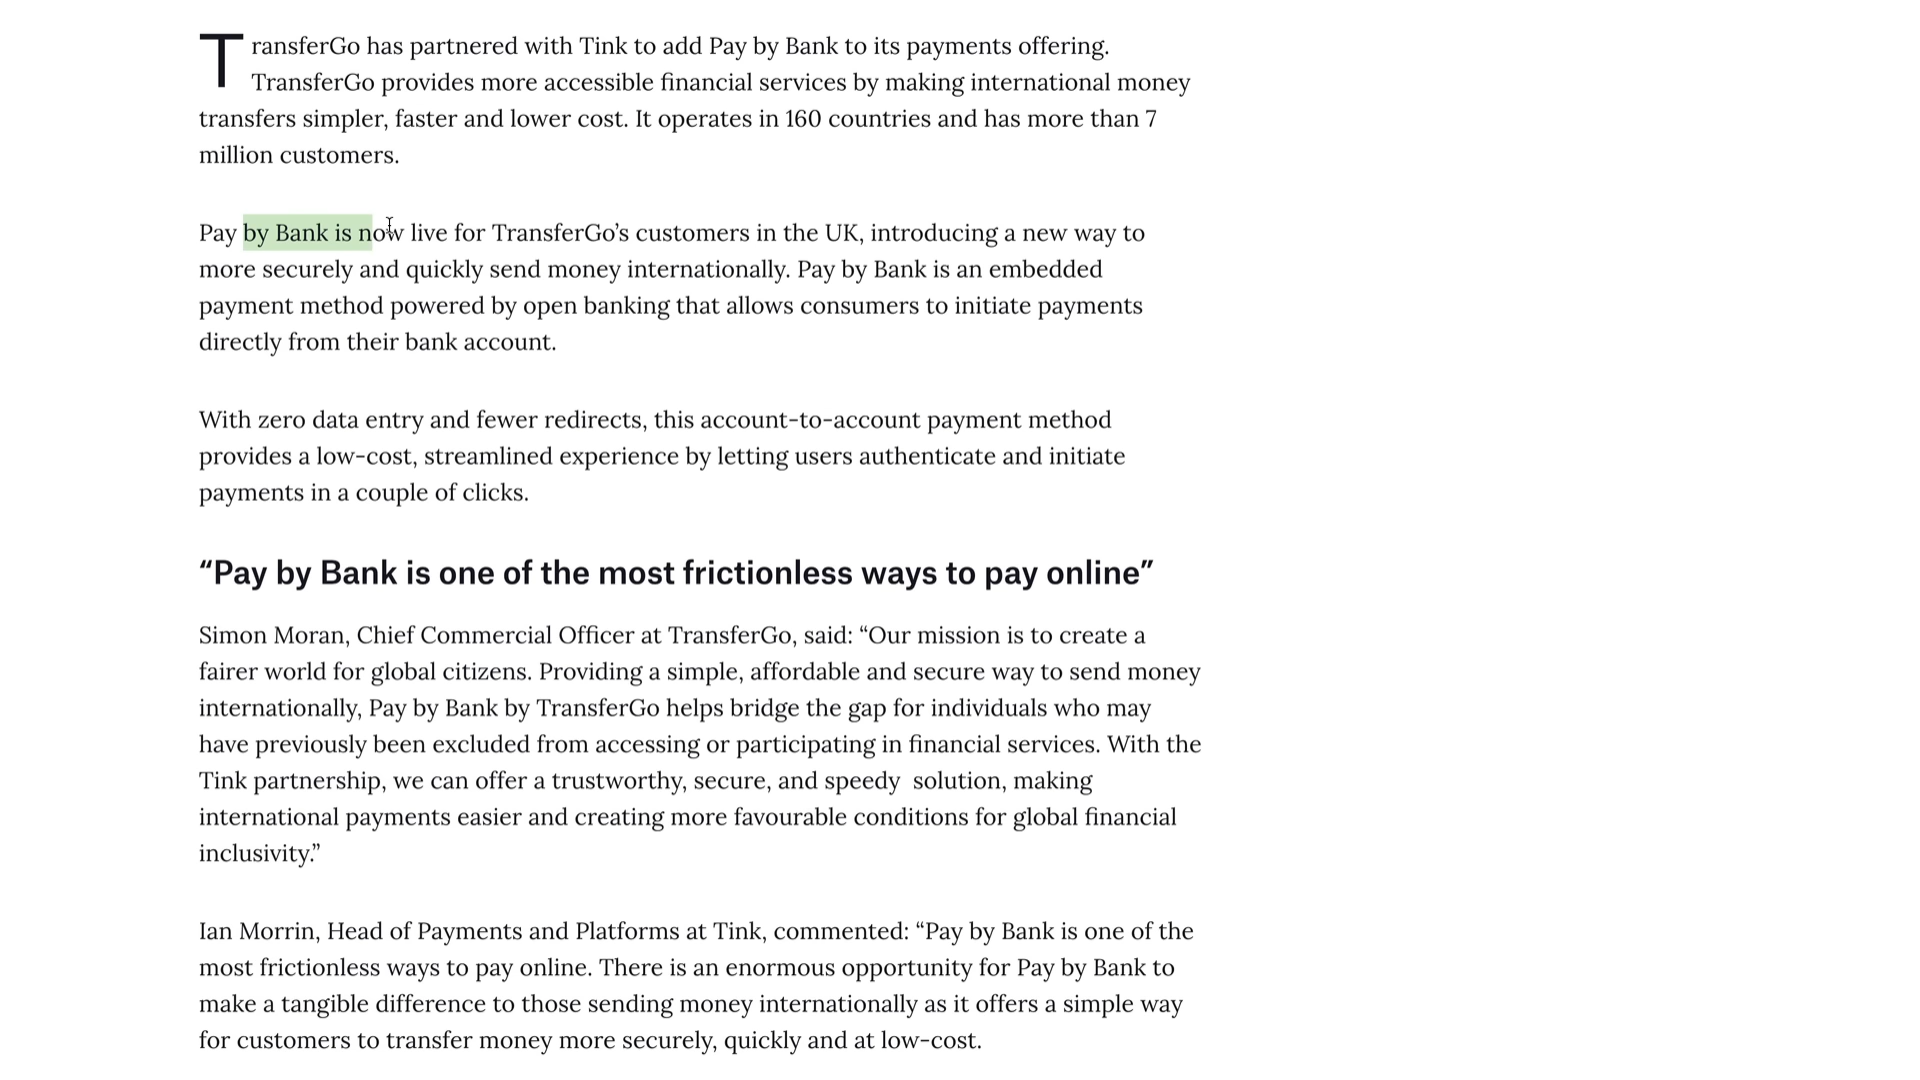 TransferGo has partnered with Tink to add Pay by Bank to its payments offering.
TransferGo provides more accessible financial services by making international money
transfers simpler, faster and lower cost. It operates in 160 countries and has more than 7
million customers.
Pay by Bank is now live for TransferGo’s customers in the UK, introducing a new way to
more securely and quickly send money internationally. Pay by Bank is an embedded
payment method powered by open banking that allows consumers to initiate payments
directly from their bank account.
With zero data entry and fewer redirects, this account-to-account payment method
provides a low-cost, streamlined experience by letting users authenticate and initiate
payments in a couple of clicks.
“Pay by Bank is one of the most frictionless ways to pay online”
Simon Moran, Chief Commercial Officer at TransferGo, said: “Our mission is to create a
fairer world for global citizens. Providing a simple, affordable and secure way to send money
internationally, Pay by Bank by TransferGo helps bridge the gap for individuals who may
have previously been excluded from accessing or participating in financial services. With the
Tink partnership, we can offer a trustworthy, secure, and speedy  solution, making
international payments easier and creating more favourable conditions for global financial
inclusivity.”
Ian Morrin, Head of Payments and Platforms at Tink, commented: “Pay by Bank is one of the
most frictionless ways to pay online. There is an enormous opportunity for Pay by Bank to
make a tangible difference to those sending money internationally as it offers a simple way
for customers to transfer money more securely, quickly and at low-cost.